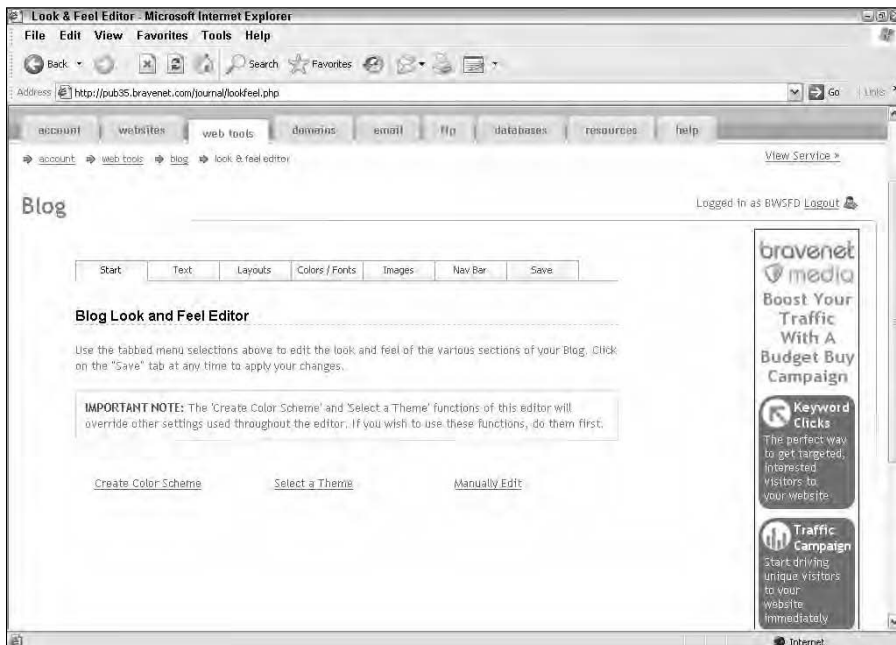 Look & Feel Editor - Microsoft Internet Explorer
File Edit View Favorites Tools Help
Back Search Favorites
Address http://pub35.bravenet.com/journal/lookfeel.php Go Links
account websites web tools domains email ftp databases resources help
account web tools blog look & feel editor View Service »
Blog
Logged in as BWSFD Logout
Start Text Layouts Colors / Fonts Images Nav Bar Save
Blog Look and Feel Editor
Use the tabbed menu selections above to edit the look and feel of the various sections of your Blog. Click
on the "Save" tab at any time to apply your changes.
IMPORTANT NOTE: The 'Create Color Scheme' and 'Select a Theme' functions of this editor will
override other settings used throughout the editor. If you wish to use these functions, do them first.
Create Color Scheme Select a Theme Manually Edit
bravenet
media
Boost Your
Traffic
With A
Budget Buy
Campaign
Keyword
Clicks
The perfect way
to get targeted,
interested
visitors to
your website
Traffic
Campaign
Start driving
unique visitors
to your
website
immediately
Internet